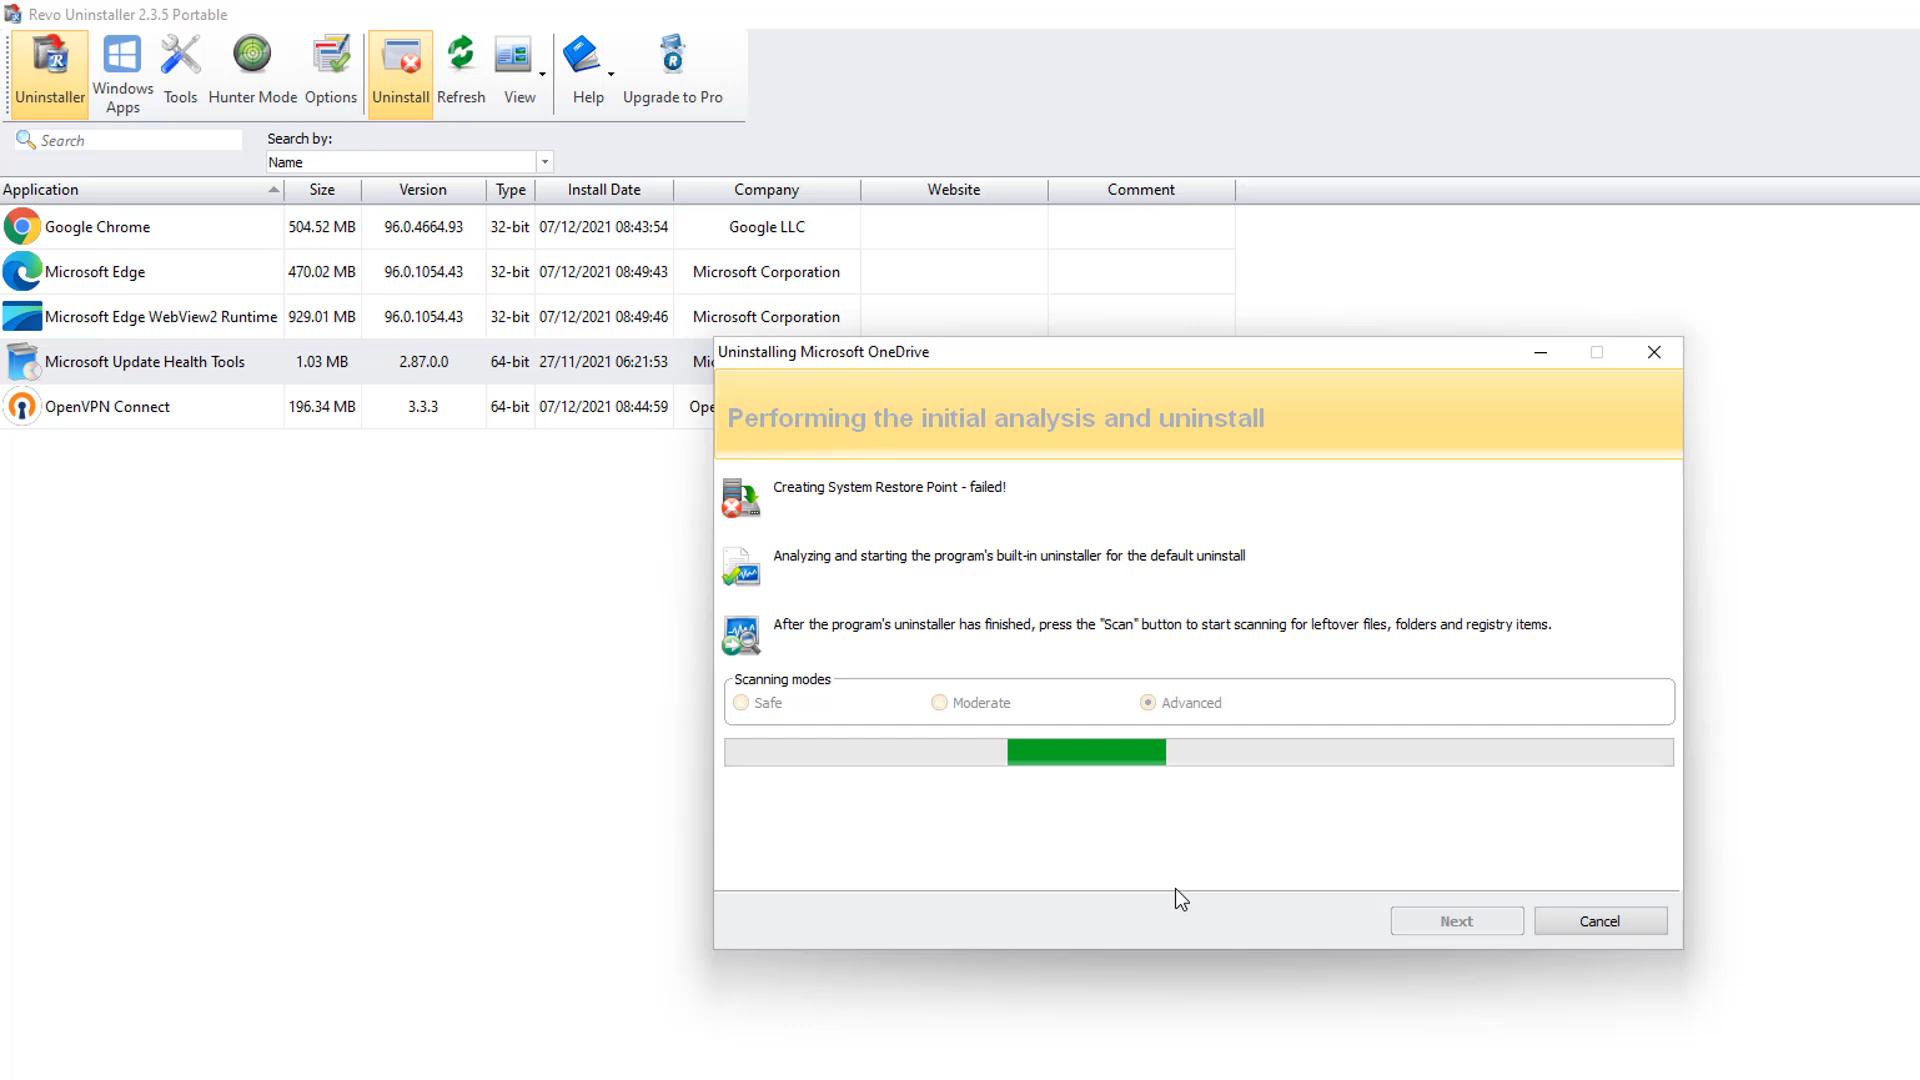 Revo Uninstaller 2.3.5 Portable
Uninstaller
Windows Apps
Tools
Hunter Mode
Options
Uninstall
Refresh
View
Help
Upgrade to Pro
Search
Search by:
Name
Application Size Version Type Install Date Company Website Comment
Google Chrome 504.52 MB 96.0.4664.93 32-bit 07/12/2021 08:43:54 Google LLC
Microsoft Edge 470.02 MB 96.0.1054.43 32-bit 07/12/2021 08:49:43 Microsoft Corporation
Microsoft Edge WebView2 Runtime 929.01 MB 96.0.1054.43 32-bit 07/12/2021 08:49:46 Microsoft Corporation
Microsoft Update Health Tools 1.03 MB 2.87.0.0 64-bit 27/11/2021 06:21:53
OpenVPN Connect 196.34 MB 3.3.3 64-bit 07/12/2021 08:44:59 Ope
Uninstalling Microsoft OneDrive
Performing the initial analysis and uninstall
Creating System Restore Point - failed!
Analyzing and starting the program's built-in uninstaller for the default uninstall
After the program's uninstaller has finished, press the "Scan" button to start scanning for leftover files, folders and registry items.
Scanning modes
Safe Moderate Advanced
Next Cancel